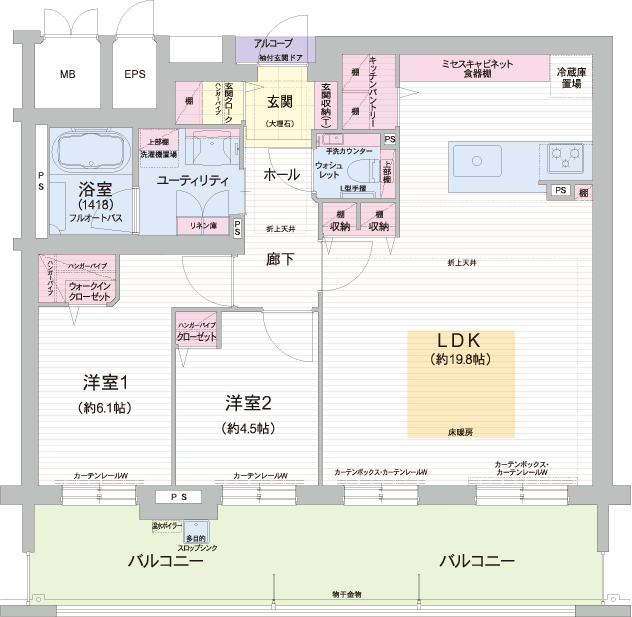 アルコーブ
袖付玄関ドア
MB
EPS
棚
ハンガーパイプ
玄関クローク
玄関
(大理石)
玄関収納(T)
棚
棚
キッチンパントリー
ミセスキャビネット
食器棚
冷蔵庫
置場
PS
浴室
(1418)
フルオートバス
上部棚
洗濯機置場
ユーティリティ
リネン庫
PS
ホール
手洗カウンター
ウォシュ
レット
上部棚
L型手摺
PS
PS
棚
折上天井
廊下
棚
収納
棚
収納
折上天井
ハンガーパイプ
ハンガーパイプ
ウォークイン
クローゼット
ハンガーパイプ
クローゼット
LDK
(約19.8帖)
床暖房
洋室1
(約6.1帖)
洋室2
(約4.5帖)
カーテンレールW
カーテンレールW
カーテンボックス・カーテンレールW
カーテンボックス・
カーテンレールW
PS
温水ボイラー
多目的
スロップシンク
バルコニー
バルコニー
物干金物